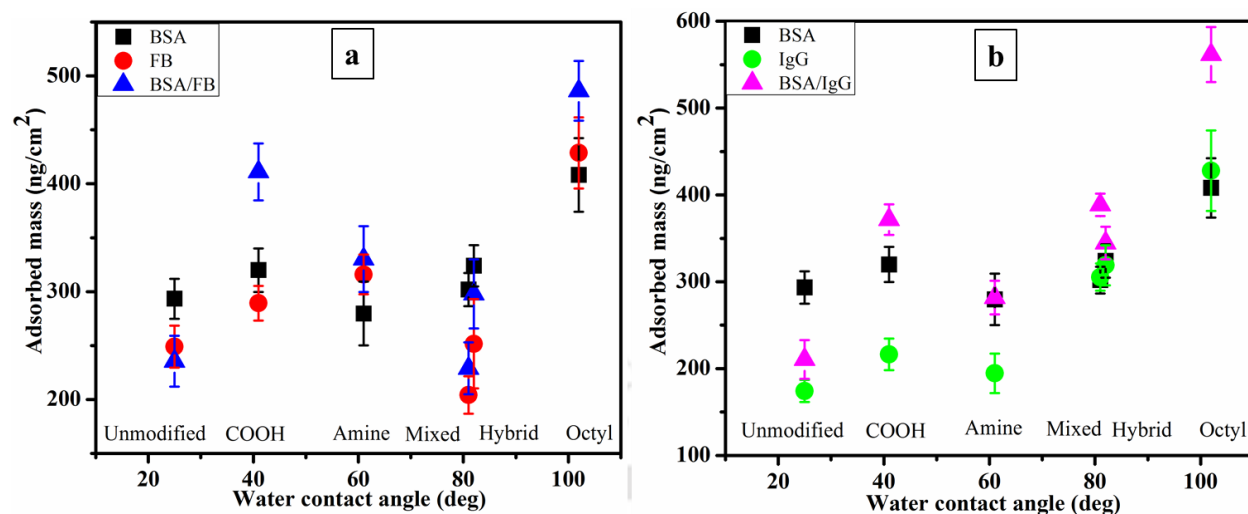 a
BSA
FB
BSA/FB
500
400
300
200
Adsorbed mass (ng/cm²)
Unmodified COOH Amine Mixed Hybrid Octyl
20 40 60 80 100
Water contact angle (deg)
b
BSA
IgG
BSA/IgG
600
500
400
300
200
100
Adsorbed mass (ng/cm²)
Unmodified COOH Amine Mixed Hybrid Octyl
20 40 60 80 100
Water contact angle (deg)